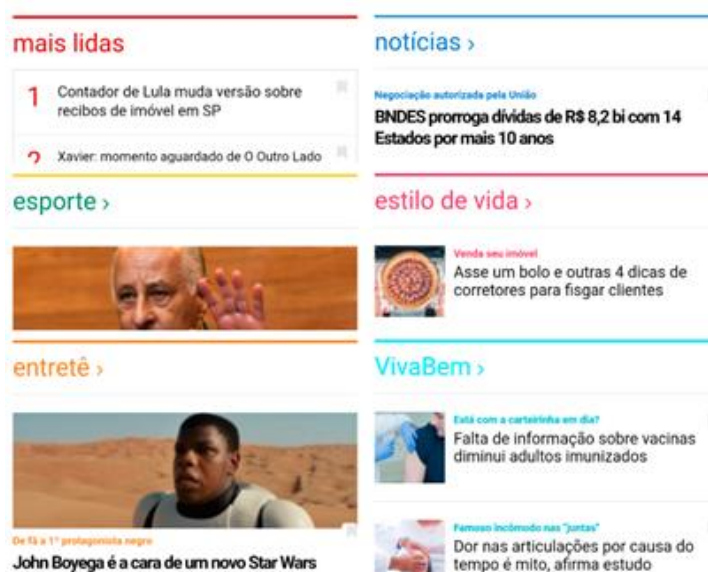 mais lidas
1 Contador de Lula muda versão sobre
recibos de imóvel em SP
2 Xavier: momento aguardado de O Outro Lado
notícias ›
Negociação autorizada pela União
BNDES prorroga dívidas de R$ 8,2 bi com 14
Estados por mais 10 anos
esporte ›
estilo de vida ›
Venda seu imóvel
Asse um bolo e outras 4 dicas de
corretores para fisgar clientes
entretê ›
De fã a 1º protagonista negro
John Boyega é a cara de um novo Star Wars
VivaBem ›
Está com a carteirinha em dia?
Falta de informação sobre vacinas
diminui adultos imunizados
Famoso incômodo nas "juntas"
Dor nas articulações por causa do
tempo é mito, afirma estudo